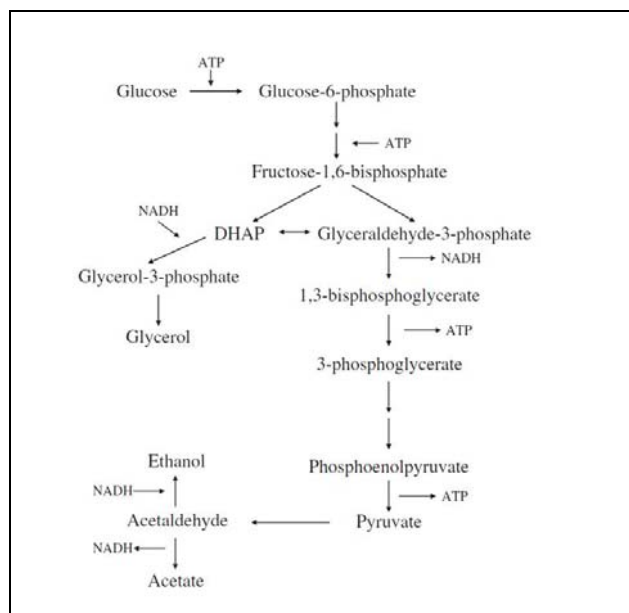 ATP
Glucose
Glucose-6-phosphate
ATP
Fructose-1,6-bisphosphate
NADH
DHAP
Glyceraldehyde-3-phosphate
NADH
Glycerol-3-phosphate
1,3-bisphosphoglycerate
ATP
Glycerol
3-phosphoglycerate
Ethanol
Phosphoenolpyruvate
NADH
ATP
Acetaldehyde
Pyruvate
NADH
Acetate